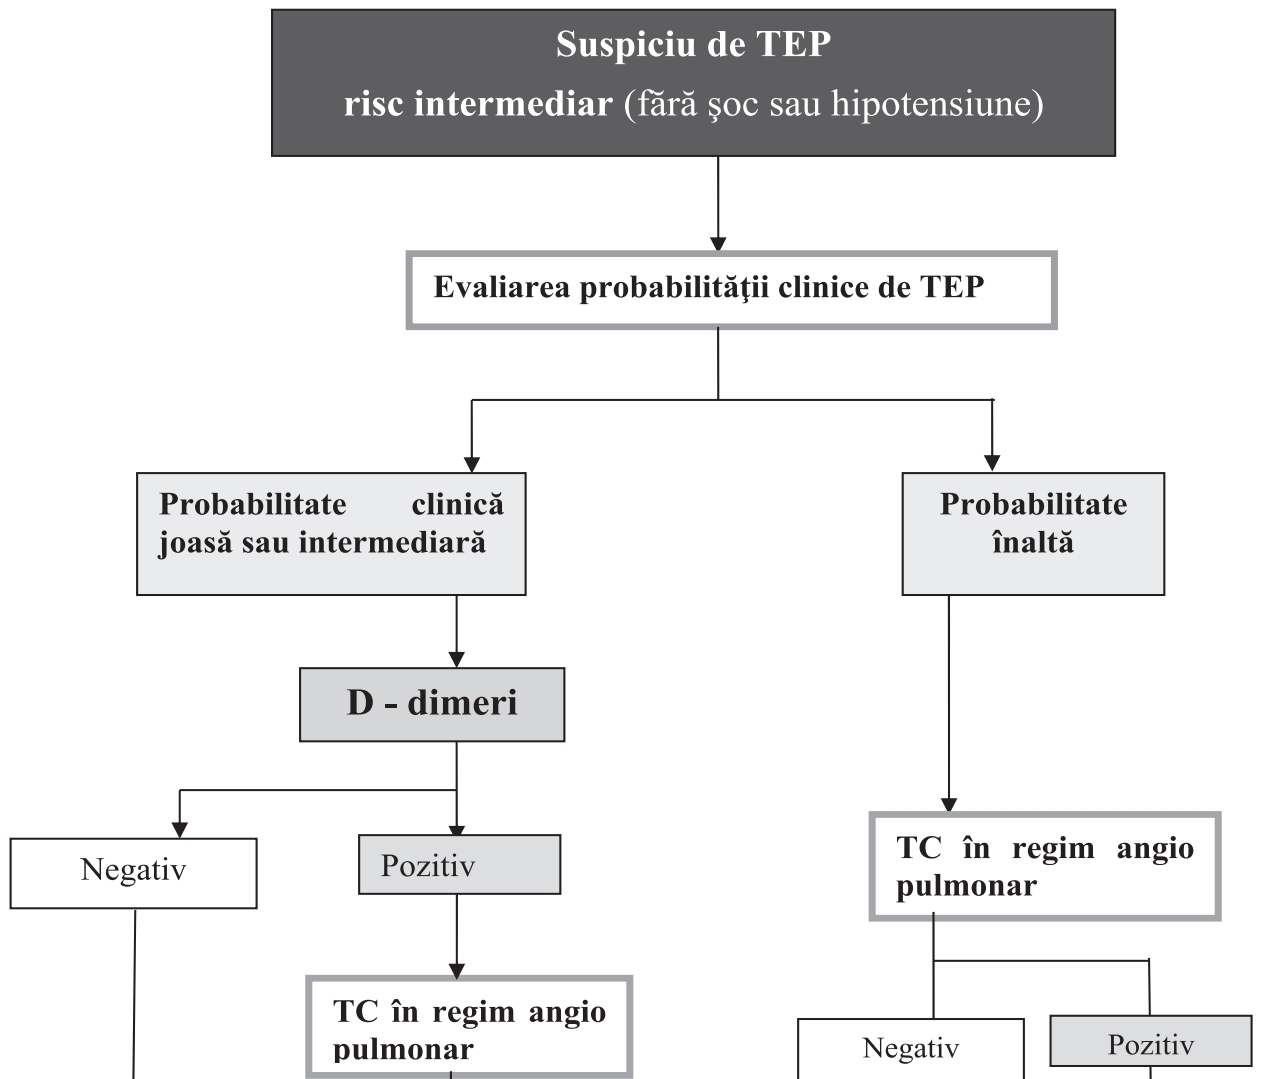 Suspiciu de TEP
risc intermediar (fără şoc sau hipotensiune)
Evaliarea probabilităţii clinice de TEP
Probabilitate clinică
joasă sau intermediară
Probabilitate
înaltă
D - dimeri
Negativ
Pozitiv
TC în regim angio
pulmonar
TC în regim angio
pulmonar
Negativ
Pozitiv